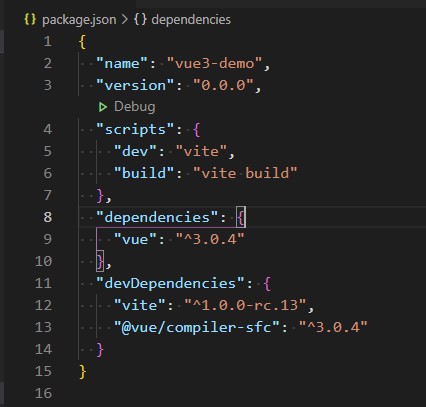 {} package.json > {} dependencies
1 {
2 "name": "vue3-demo",
3 "version": "0.0.0",
Debug
4 "scripts": {
5 "dev": "vite",
6 "build": "vite build"
7 },
8 "dependencies": {
9 "vue": "^3.0.4"
10 },
11 "devDependencies": {
12 "vite": "^1.0.0-rc.13",
13 "@vue/compiler-sfc": "^3.0.4"
14 }
15 }
16